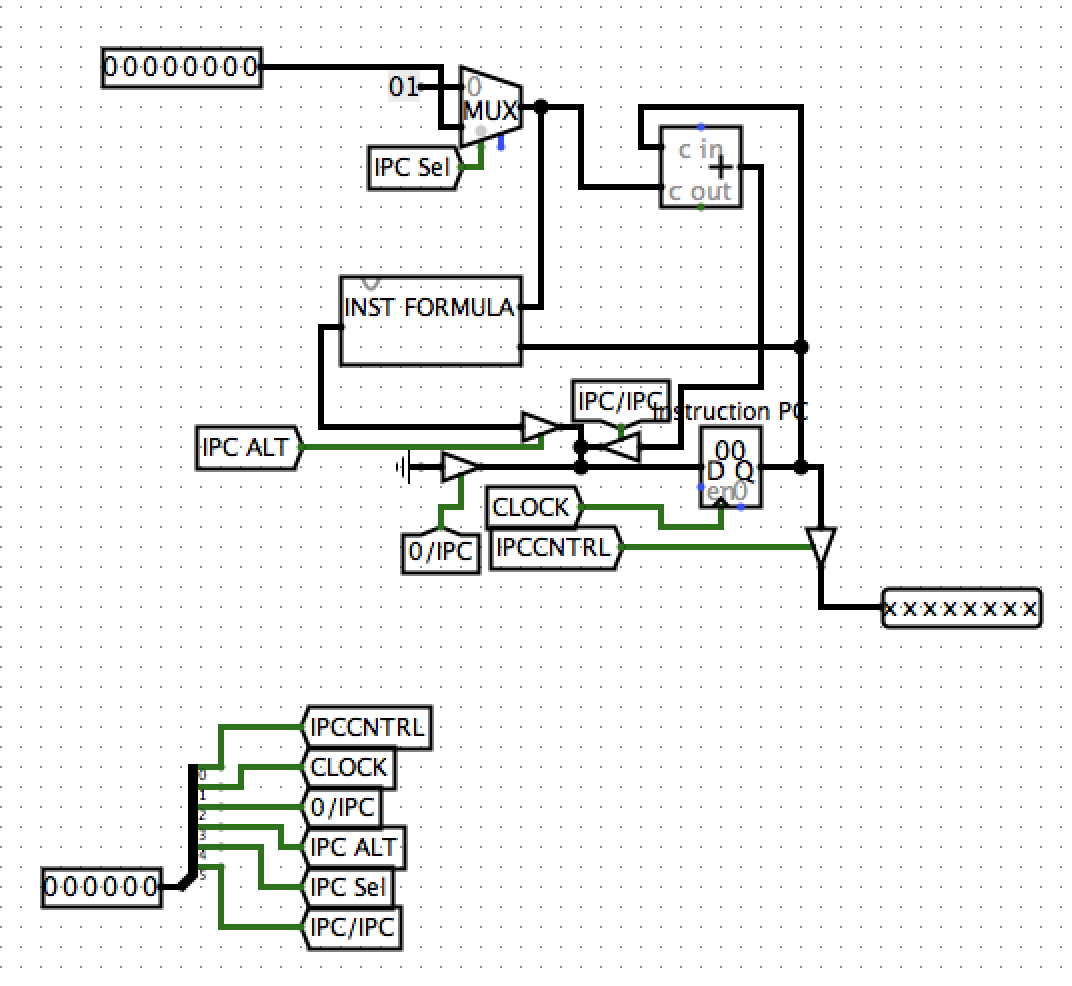 00000000
01
0
MUX
IPC Sel
c in
+
c out
INST FORMULA
IPC/IPC
Instruction PC
IPC ALT
00
D Q
en0
CLOCK
0/IPC
IPCCNTRL
xxxxxxxx
IPCCNTRL
0
CLOCK
1
0/IPC
2
3
IPC ALT
4
000000
5
IPC Sel
IPC/IPC